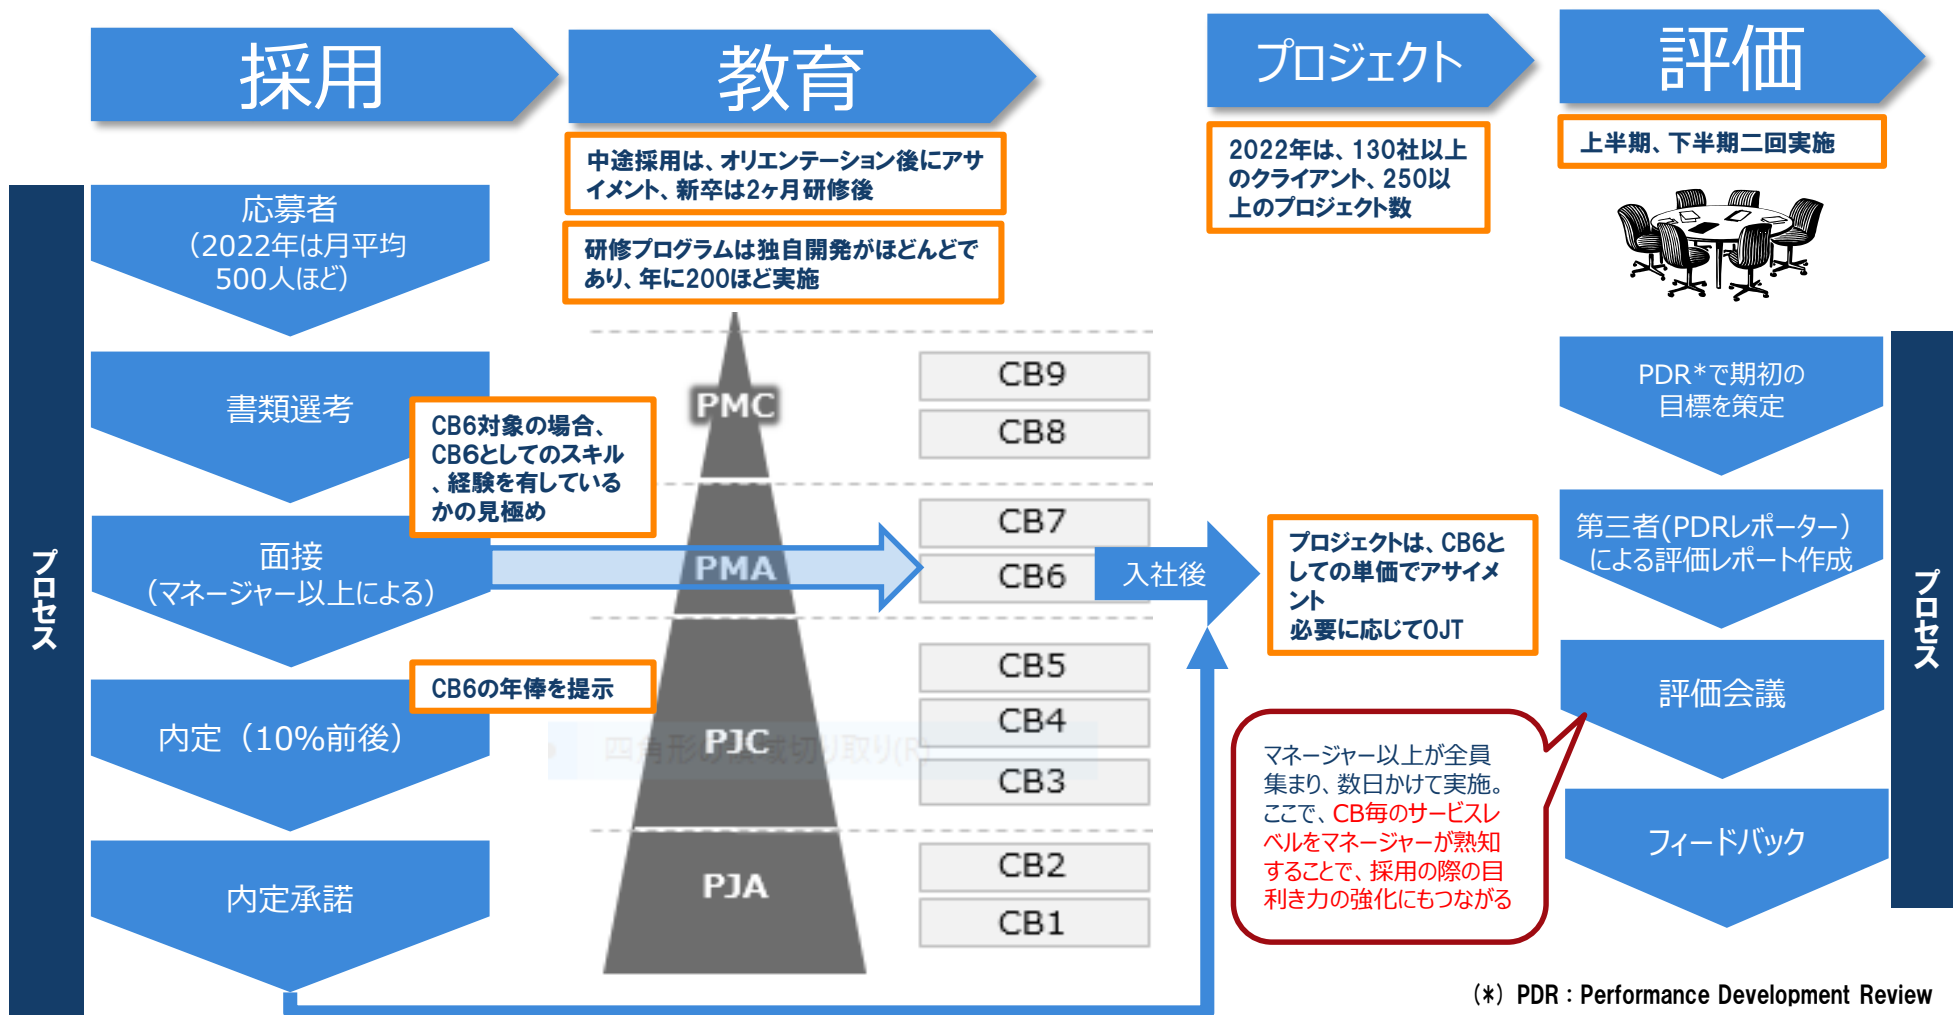 採用
教育
プロジェクト
評価
中途採用は、オリエンテーション後にアサ
イメント、新卒は2ヶ月研修後
研修プログラムは独自開発がほどんどで
あり、年に200ほど実施
2022年は、130社以上
のクライアント、250以
上のプロジェクト数
上半期、下半期二回実施
プロセス
応募者
（2022年は月平均
500人ほど）
書類選考
CB6対象の場合、
CB6としてのスキル
、経験を有している
かの見極め
面接
（マネージャー以上による）
CB6の年俸を提示
内定（10%前後）
内定承諾
PMC
PMA
PJC
PJA
四角形の領域切り取り(R)
CB9
CB8
CB7
CB6
CB5
CB4
CB3
CB2
CB1
入社後
プロジェクトは、CB6と
しての単価でアサイメ
ント
必要に応じてOJT
PDR*で期初の
目標を策定
第三者(PDRレポーター）
による評価レポート作成
評価会議
フィードバック
プロセス
マネージャー以上が全員
集まり、数日かけて実施。
ここで、CB毎のサービスレ
ベルをマネージャーが熟知
することで、採用の際の目
利き力の強化にもつながる
(*) PDR : Performance Development Review